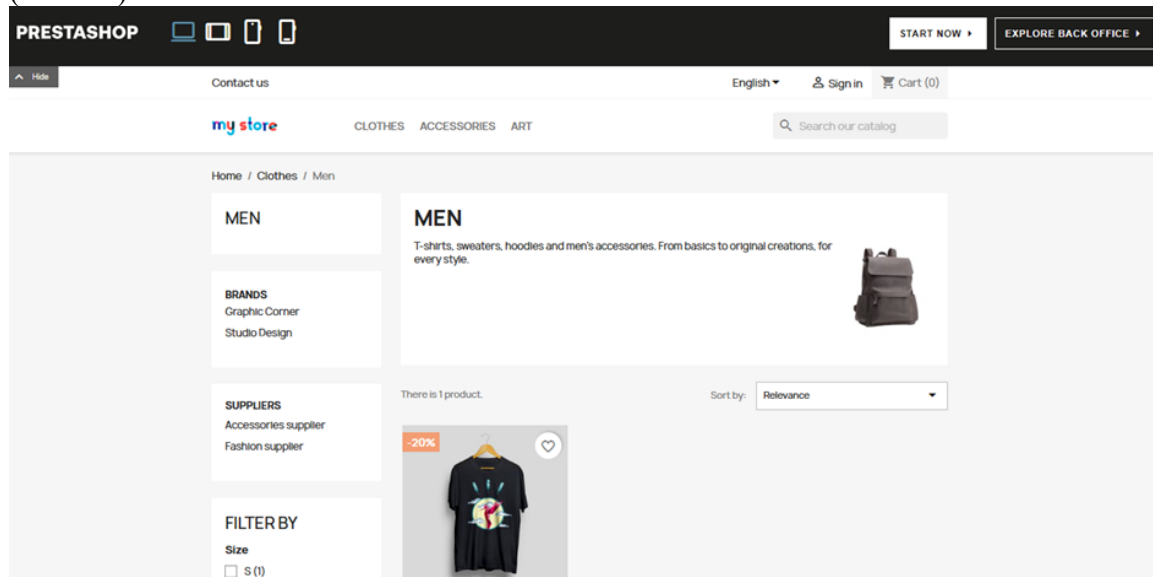 PRESTASHOP
START NOW
EXPLORE BACK OFFICE
Hide
Contact us
English
Sign in
Cart (0)
my store
CLOTHES ACCESSORIES ART
Search our catalog
Home / Clothes / Men
MEN
BRANDS
Graphic Corner
Studio Design
SUPPLIERS
Accessories supplier
Fashion supplier
FILTER BY
Size
S (1)
MEN
T-shirts, sweaters, hoodies and men's accessories. From basics to original creations, for
every style.
There is 1 product.
Sort by:
Relevance
-20%